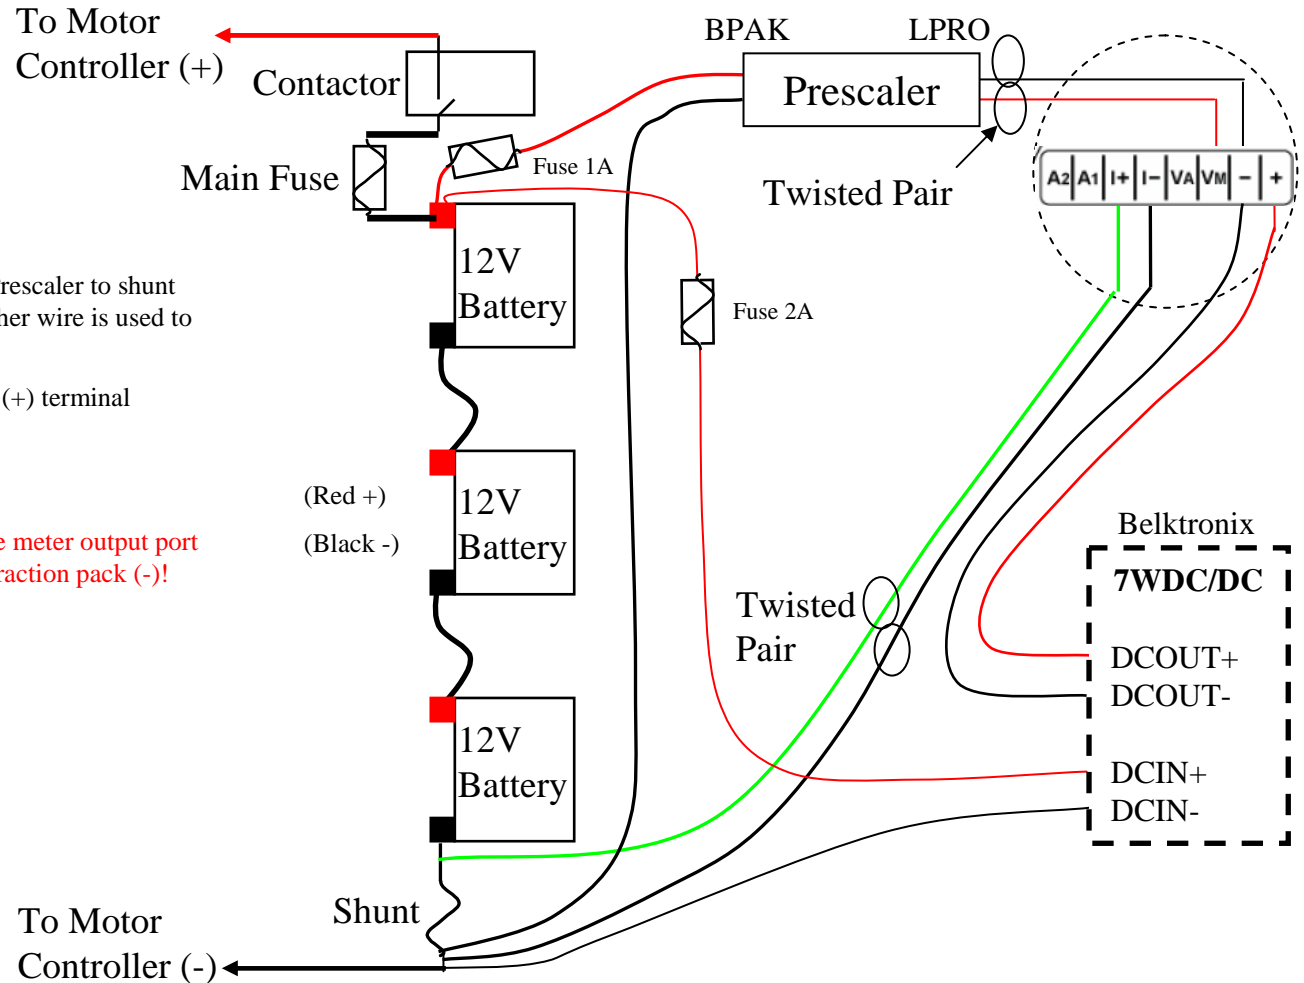 To Motor
Controller (+)
Contactor
BPAK
LPRO
Prescaler
Fuse 1A
Main Fuse
Twisted Pair
A2 A1 I+ I- VA VM - +
12V
Battery
rescaler to shunt
her wire is used to
Fuse 2A
(+) terminal
(Red +)
(Black -)
12V
Battery
e meter output port
raction pack (-)!
Belktronix
7WDC/DC
Twisted
Pair
DCOUT+
DCOUT-
12V
Battery
DCIN+
DCIN-
Shunt
To Motor
Controller (-)